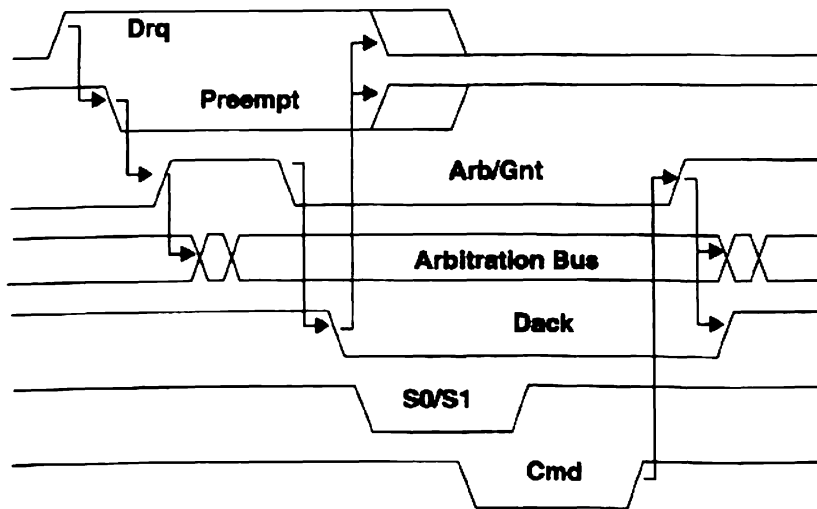 Drq
Preempt
Arb/Gnt
Arbitration Bus
Dack
S0/S1
Cmd